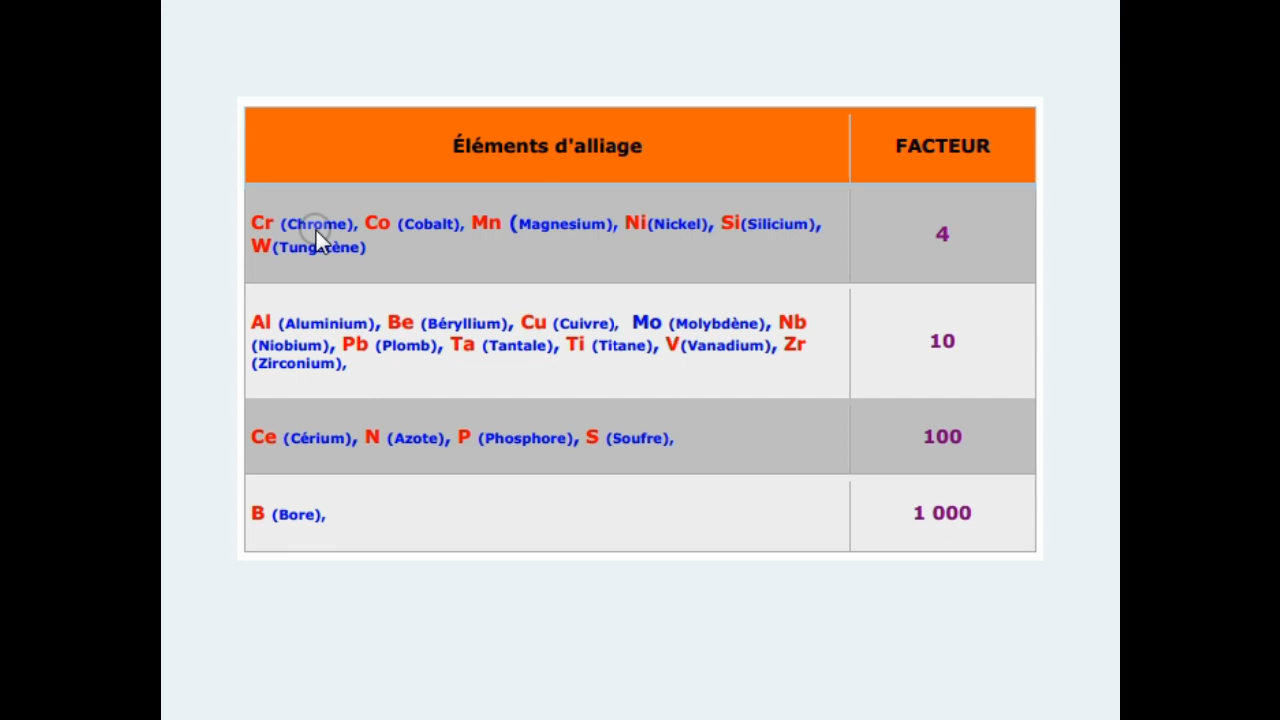 Éléments d'alliage FACTEUR
Cr (Chrome), Co (Cobalt), Mn (Magnesium), Ni(Nickel), Si(Silicium),
W(Tungstène) 4
Al (Aluminium), Be (Béryllium), Cu (Cuivre), Mo (Molybdène), Nb
(Niobium), Pb (Plomb), Ta (Tantale), Ti (Titane), V(Vanadium), Zr
(Zirconium), 10
Ce (Cérium), N (Azote), P (Phosphore), S (Soufre), 100
B (Bore), 1 000